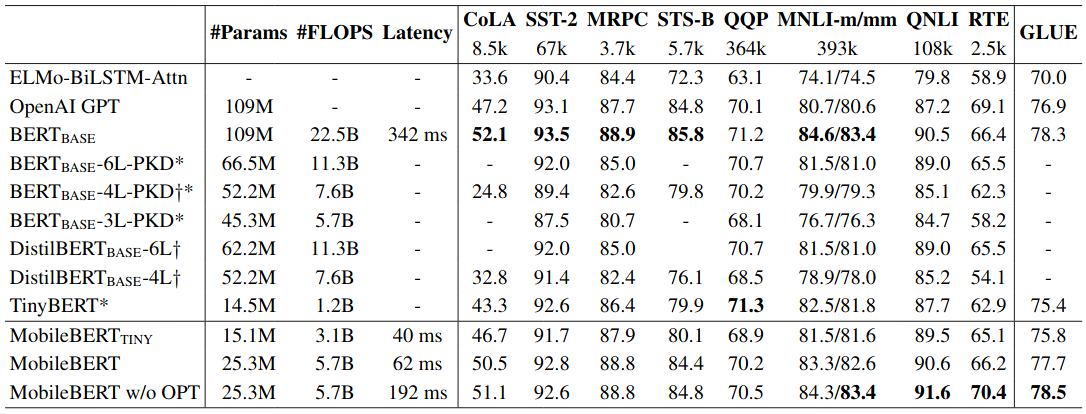 #Params #FLOPS Latency CoLA SST-2 MRPC STS-B QQP MNLI-m/mm QNLI RTE GLUE
8.5k 67k 3.7k 5.7k 364k 393k 108k 2.5k
ELMo-BiLSTM-Attn - - - 33.6 90.4 84.4 72.3 63.1 74.1/74.5 79.8 58.9 70.0
OpenAI GPT 109M - - 47.2 93.1 87.7 84.8 70.1 80.7/80.6 87.2 69.1 76.9
BERTBASE 109M 22.5B 342 ms 52.1 93.5 88.9 85.8 71.2 84.6/83.4 90.5 66.4 78.3
BERTBASE-6L-PKD* 66.5M 11.3B - - 92.0 85.0 - 70.7 81.5/81.0 89.0 65.5 -
BERTBASE-4L-PKD†* 52.2M 7.6B - 24.8 89.4 82.6 79.8 70.2 79.9/79.3 85.1 62.3 -
BERTBASE-3L-PKD* 45.3M 5.7B - - 87.5 80.7 - 68.1 76.7/76.3 84.7 58.2 -
DistilBERTBASE-6L† 62.2M 11.3B - - 92.0 85.0 70.7 81.5/81.0 89.0 65.5 -
DistilBERTBASE-4L† 52.2M 7.6B - 32.8 91.4 82.4 76.1 68.5 78.9/78.0 85.2 54.1 -
TinyBERT* 14.5M 1.2B - 43.3 92.6 86.4 79.9 71.3 82.5/81.8 87.7 62.9 75.4
MobileBERTTINY 15.1M 3.1B 40 ms 46.7 91.7 87.9 80.1 68.9 81.5/81.6 89.5 65.1 75.8
MobileBERT 25.3M 5.7B 62 ms 50.5 92.8 88.8 84.4 70.2 83.3/82.6 90.6 66.2 77.7
MobileBERT w/o OPT 25.3M 5.7B 192 ms 51.1 92.6 88.8 84.8 70.5 84.3/83.4 91.6 70.4 78.5